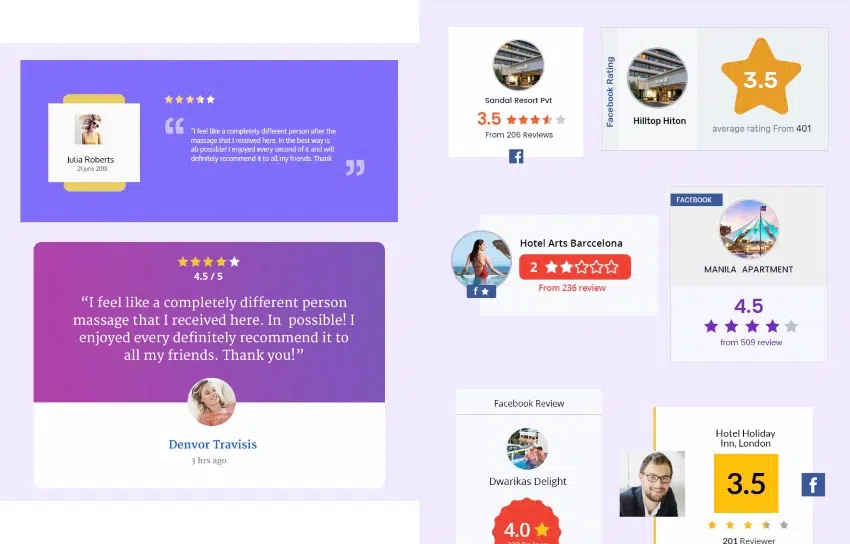 Julia Roberts
21 June 2018
"I feel like a completely different person after the
massage that I received here. In the best way is
ab possible! I enjoyed every second of it and will
definitely recommend it to all my friends. Thank
4.5 / 5
“I feel like a completely different person
massage that I received here. In possible! I
enjoyed every definitely recommend it to
all my friends. Thank you!”
Denvor Travisis
3 hrs ago
Sandal Resort Pvt
3.5
From 206 Reviews
Facebook Rating
Hilltop Hiton
3.5
average rating From 401
Hotel Arts Barccelona
2
From 236 review
FACEBOOK
MANILA APARTMENT
4.5
from 509 review
Facebook Review
Dwarikas Delight
4.0
Hotel Holiday
Inn, London
3.5
201 Reviewer